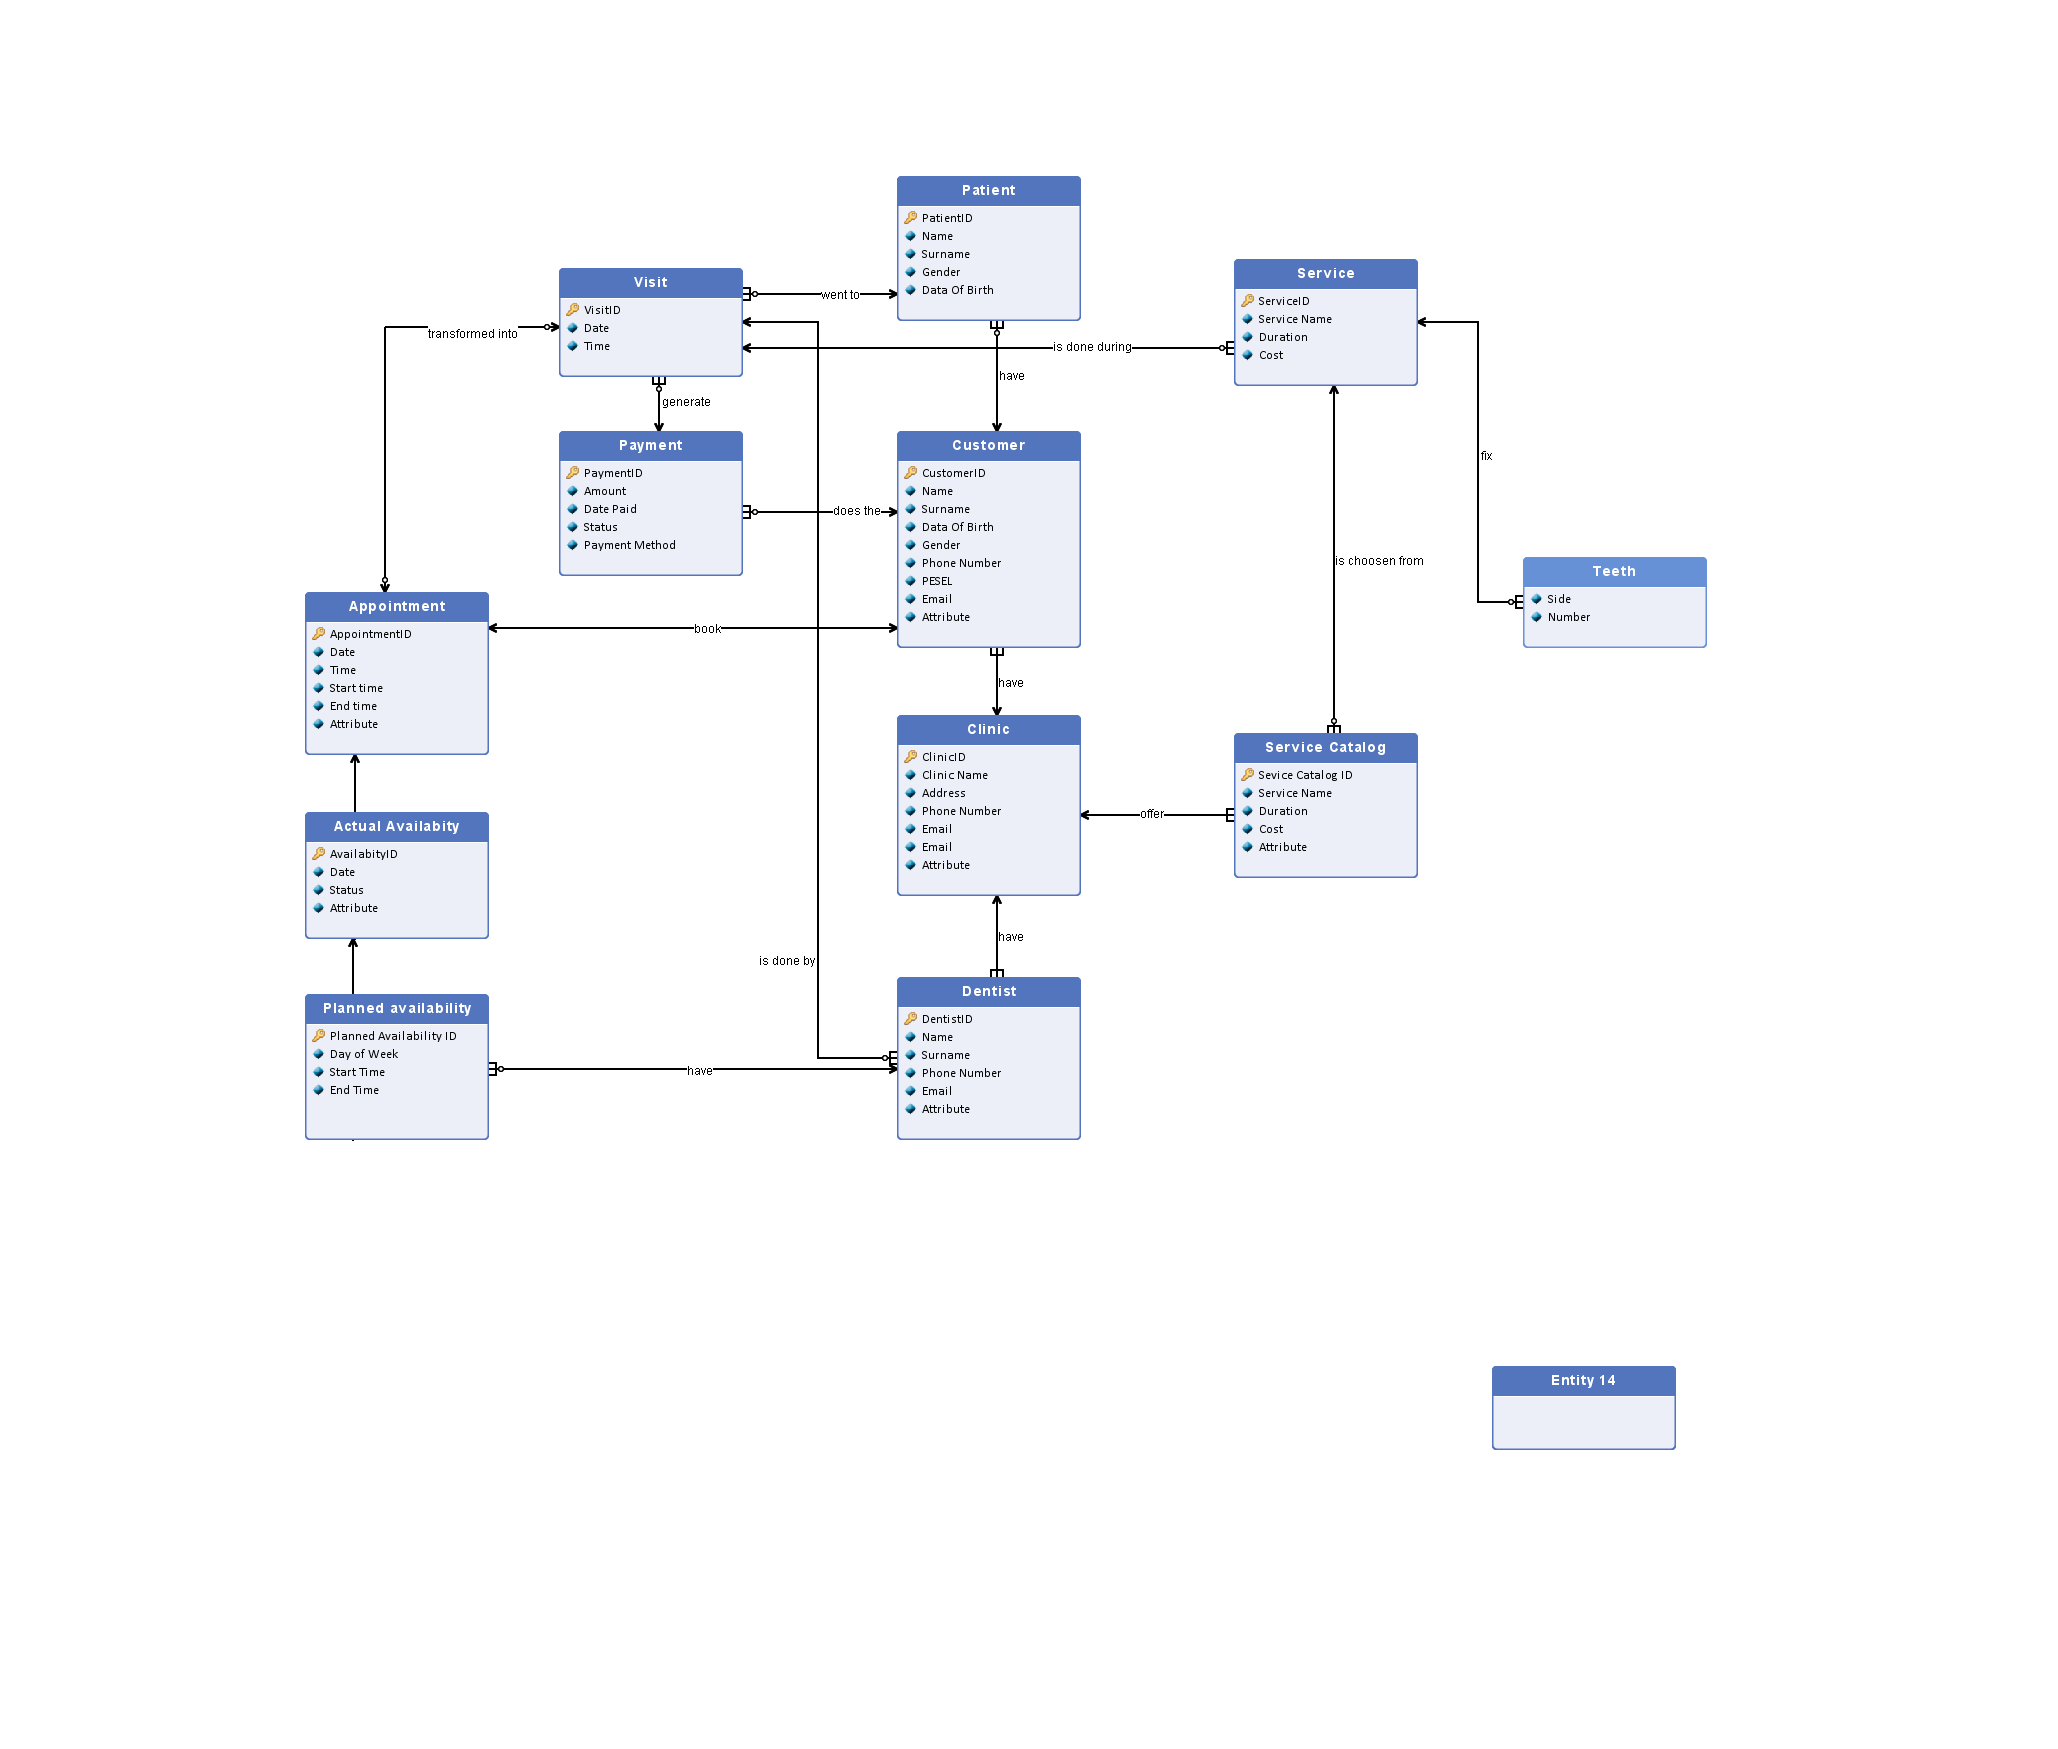 Patient
PatientID
Name
Surname
Gender
Data Of Birth
Visit
VisitID
Date
Time
went to
Service
ServiceID
Service Name
Duration
Cost
transformed into
is done during
have
generate
Payment
PaymentID
Amount
Date Paid
Status
Payment Method
does the
Customer
CustomerID
Name
Surname
Data Of Birth
Gender
Phone Number
PESEL
Email
Attribute
fix
is choosen from
Teeth
Side
Number
Appointment
AppointmentID
Date
Time
Start time
End time
Attribute
book
have
Clinic
ClinicID
Clinic Name
Address
Phone Number
Email
Email
Attribute
offer
Service Catalog
Sevice Catalog ID
Service Name
Duration
Cost
Attribute
Actual Availabity
AvailabityID
Date
Status
Attribute
have
is done by
Planned availability
Planned Availability ID
Day of Week
Start Time
End Time
have
Dentist
DentistID
Name
Surname
Phone Number
Email
Attribute
Entity 14